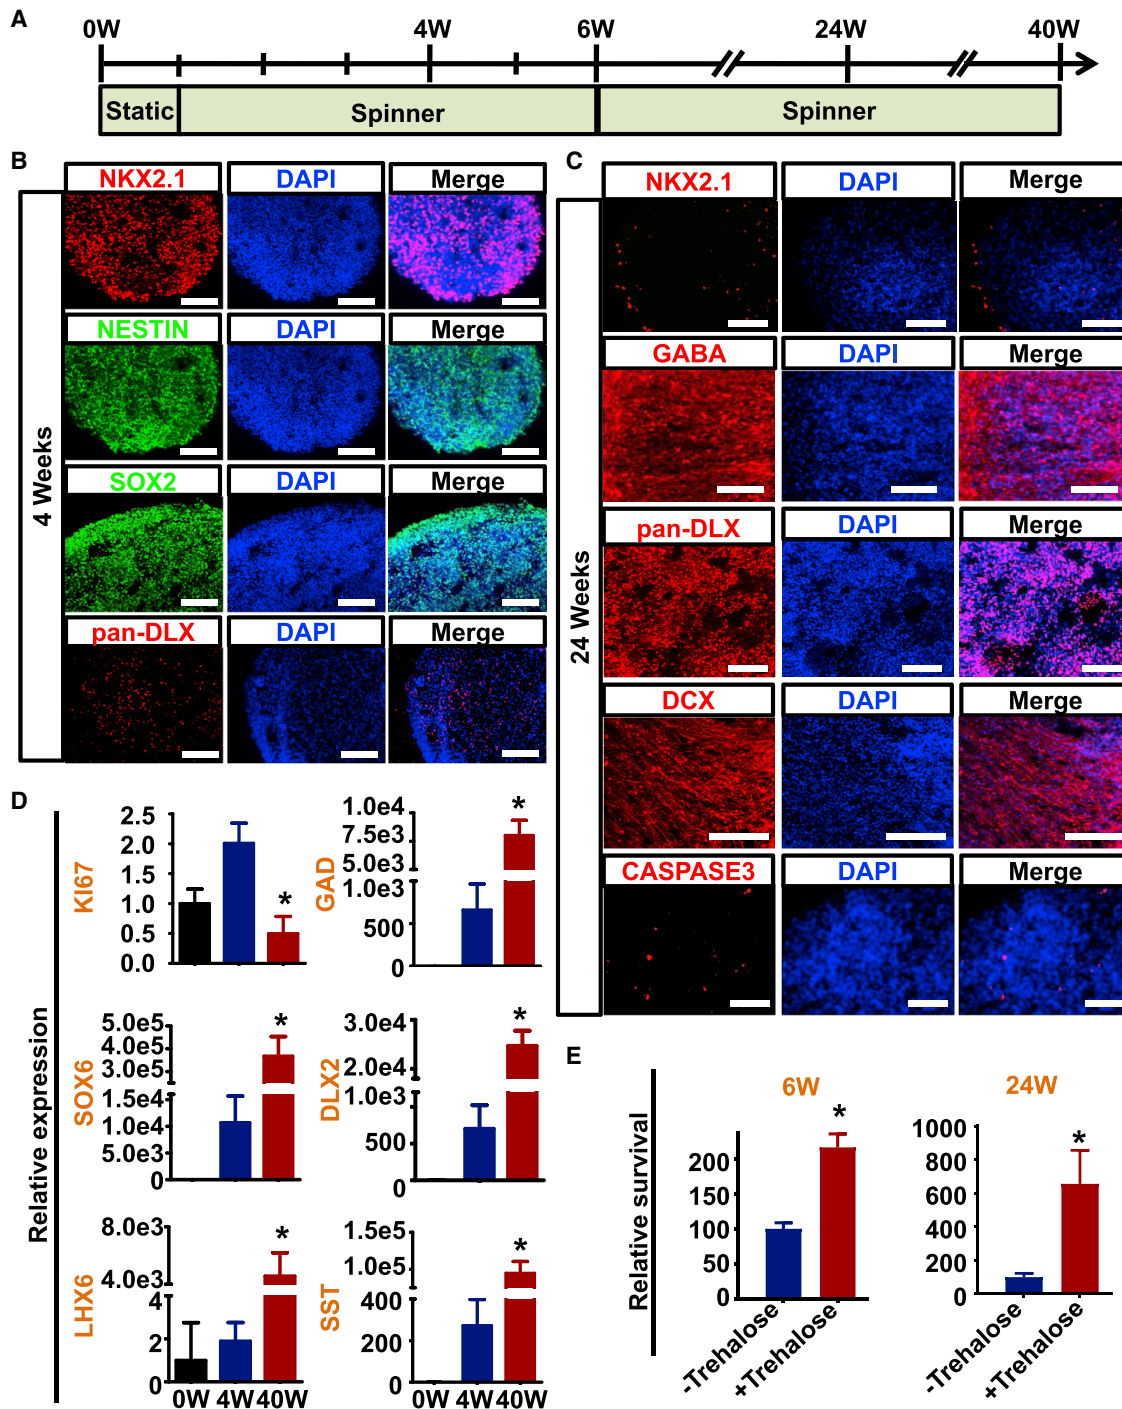 A
0W 4W 6W 24W 40W
Static Spinner Spinner
B
NKX2.1 DAPI Merge
NESTIN DAPI Merge
SOX2 DAPI Merge
pan-DLX DAPI Merge
4 Weeks
C
NKX2.1 DAPI Merge
GABA DAPI Merge
pan-DLX DAPI Merge
DCX DAPI Merge
CASPASE3 DAPI Merge
24 Weeks
D
Relative expression
KI67
2.5
2.0
1.5
1.0
0.5
0.0
*
GAD
1.0e4
7.5e3
5.0e3
1.0e3
500
0
*
SOX6
5.0e5
4.0e5
3.0e5
1.5e4
1.0e4
5.0e3
0
*
DLX2
3.0e4
2.0e4
1.0e3
500
0
*
LHX6
8.0e3
4.0e3
4
2
0
*
0W 4W 40W
SST
1.5e5
1.0e5
5.0e4
400
200
0
*
0W 4W 40W
E
Relative survival
6W
200
150
100
50
0
*
-Trehalose
+Trehalose
24W
1000
800
600
400
200
0
*
-Trehalose
+Trehalose